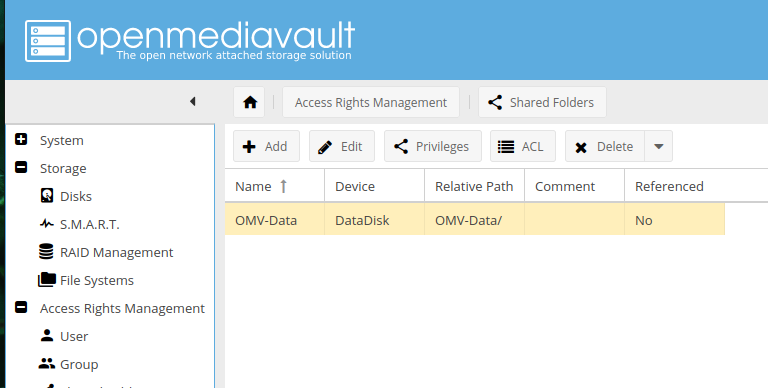 openmediavault
The open network attached storage solution
Access Rights Management
Shared Folders
System
Storage
Disks
S.M.A.R.T.
RAID Management
File Systems
Access Rights Management
User
Group
Add Edit Privileges ACL Delete
Name Device Relative Path Comment Referenced
OMV-Data DataDisk OMV-Data/ No